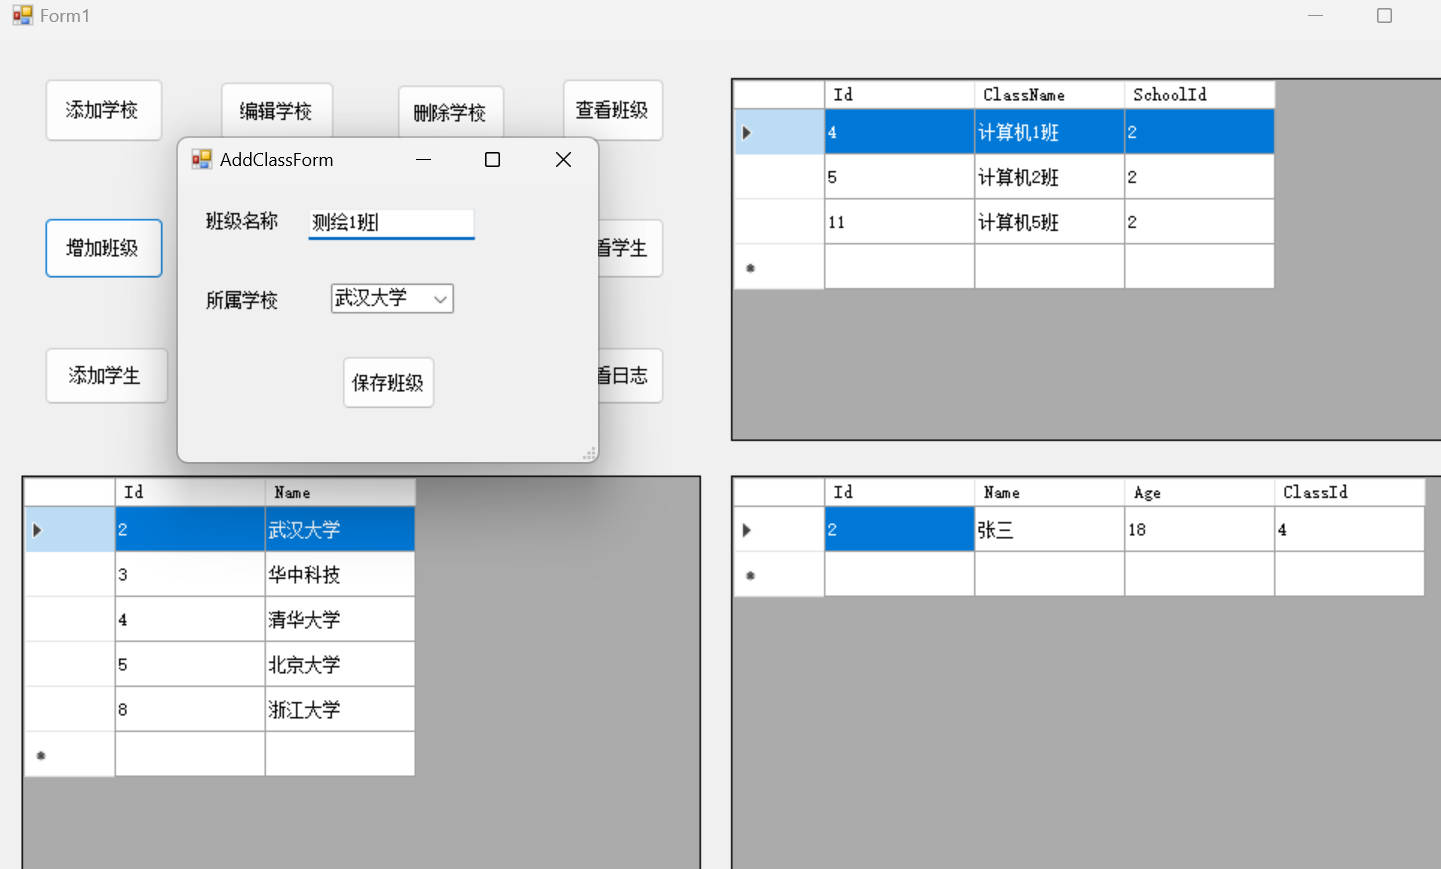 Form1
添加学校 编辑学校 删除学校 查看班级
AddClassForm
班级名称 测绘1班
所属学校 武汉大学
保存班级
增加班级 看学生
添加学生 看日志
Id ClassName SchoolId
4 计算机1班 2
5 计算机2班 2
11 计算机5班 2
Id Name
2 武汉大学
3 华中科技
4 清华大学
5 北京大学
8 浙江大学
Id Name Age ClassId
2 张三 18 4